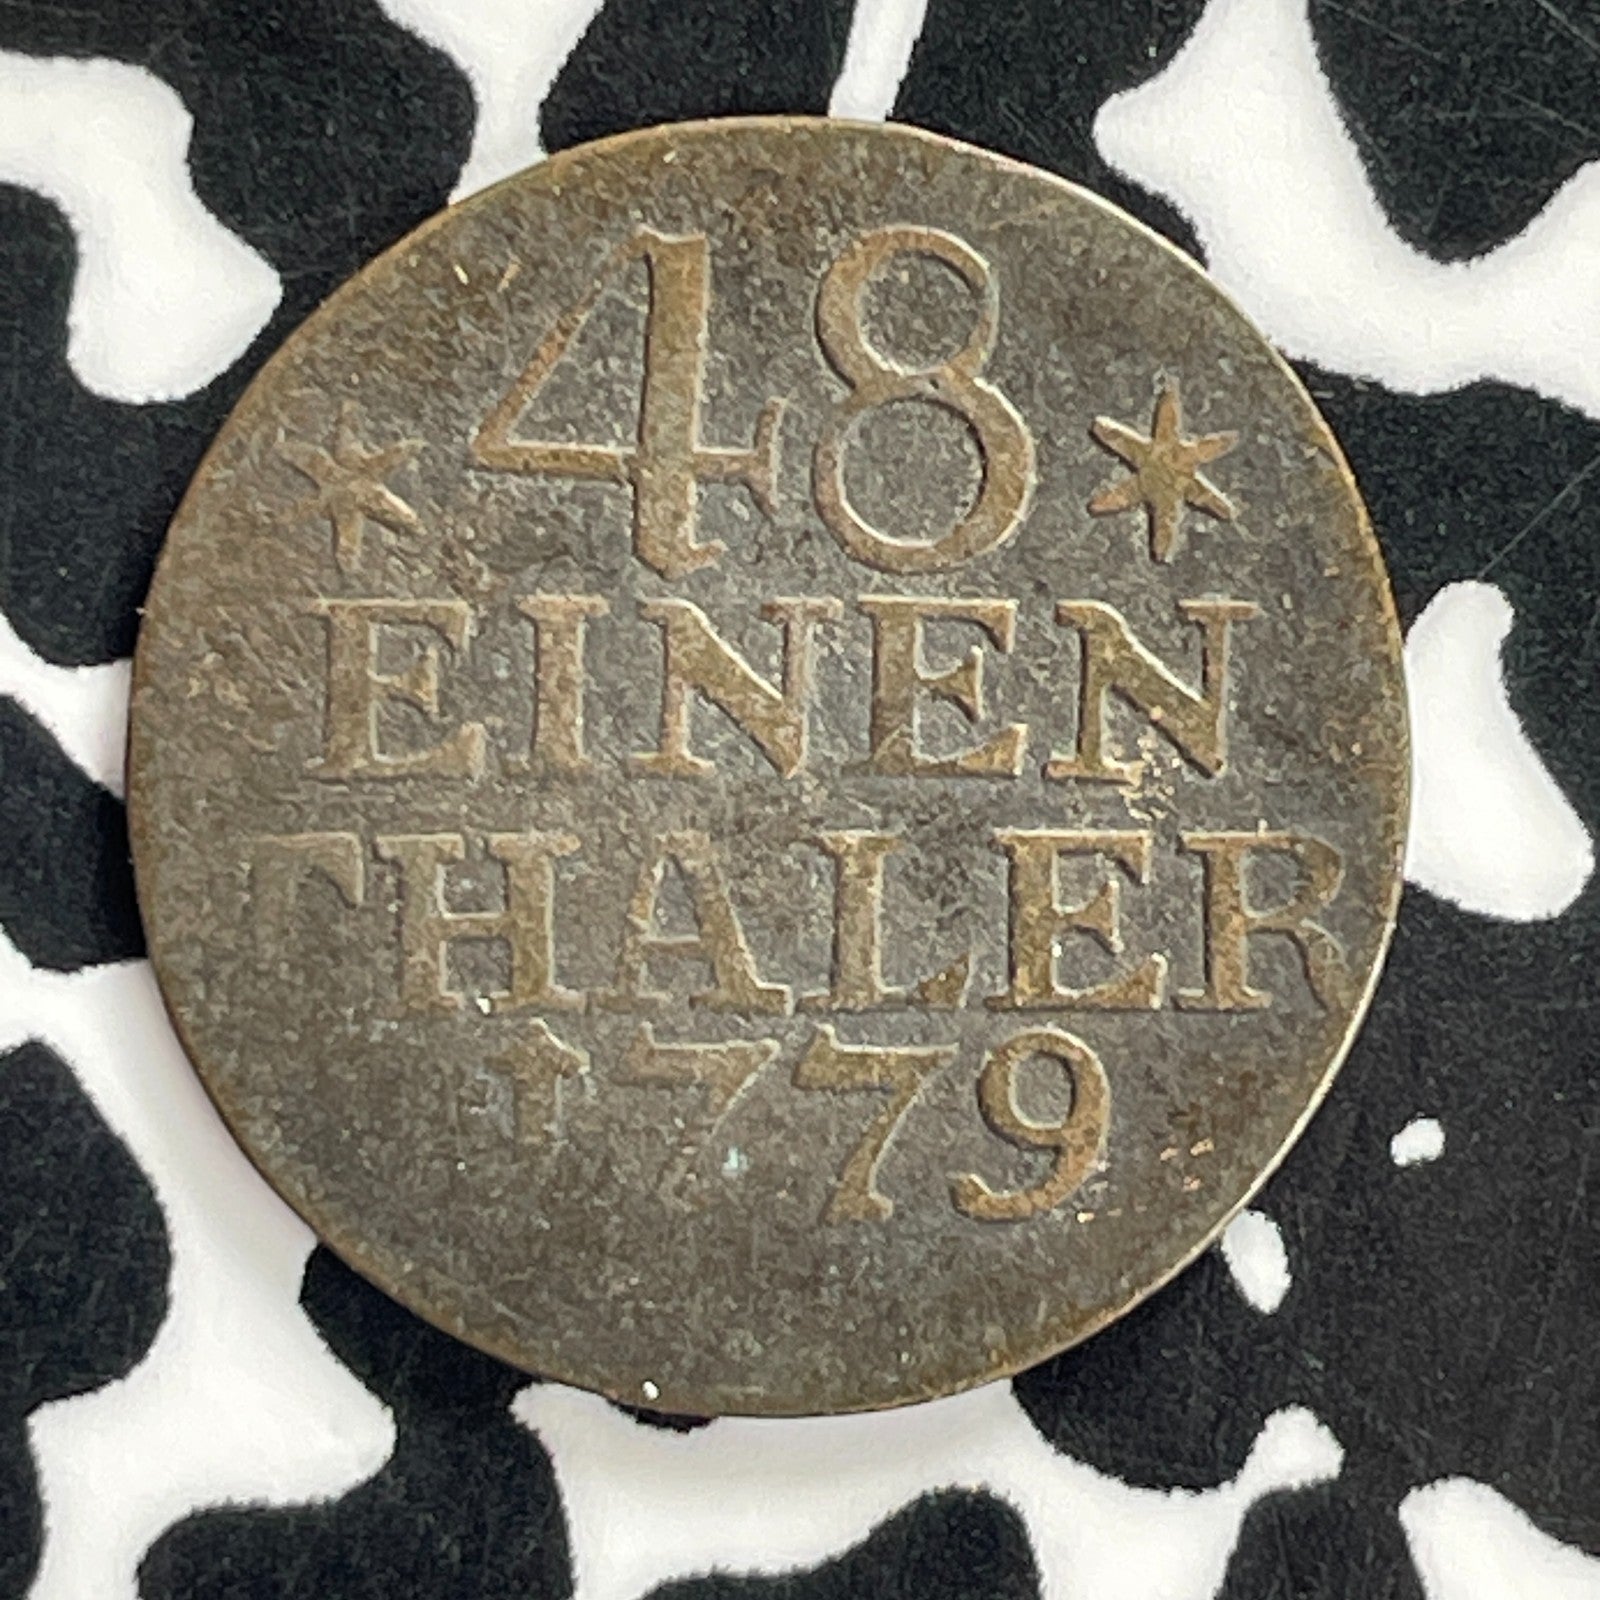 * 48 *
EINEN
THALER
1779